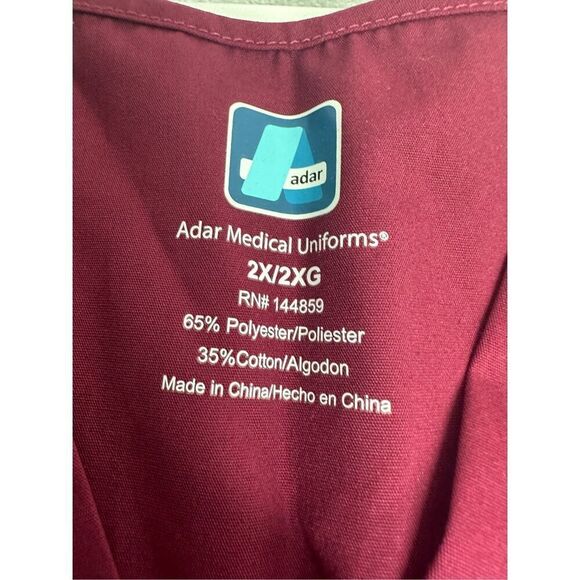 adar
Adar Medical Uniforms®
2X/2XG
RN# 144859
65% Polyester/Poliester
35%Cotton/Algodon
Made in China/Hecho en China